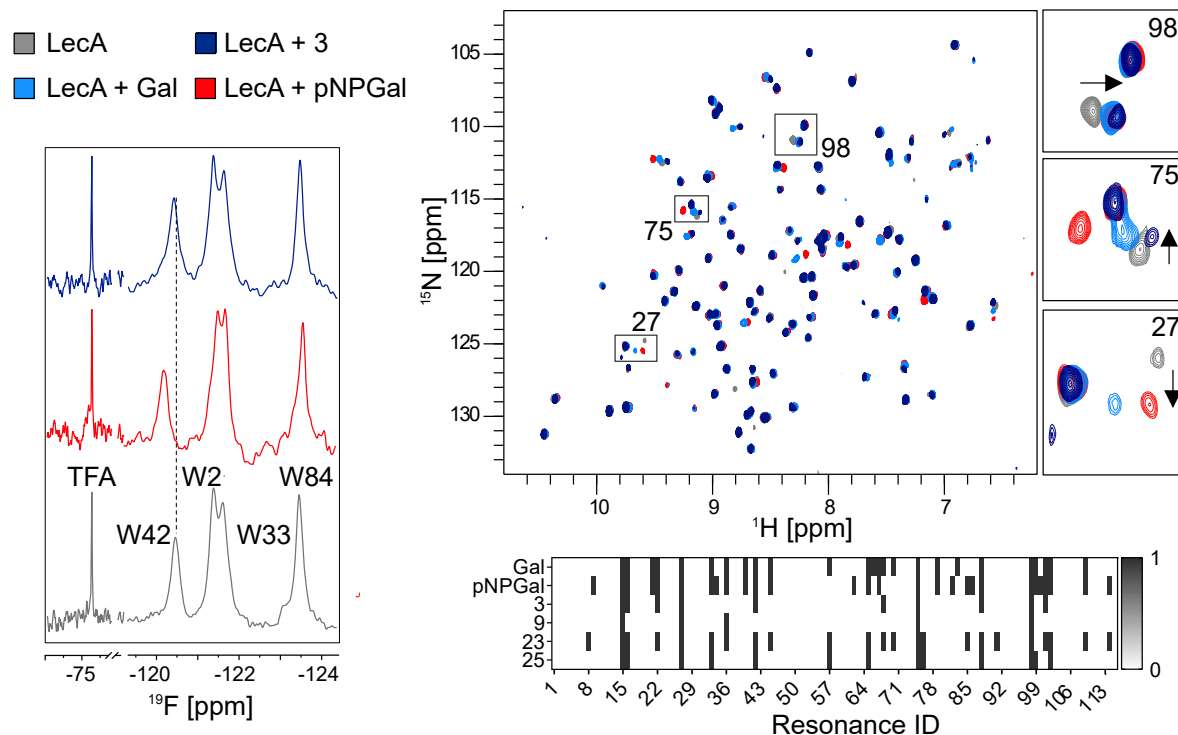 LecA
LecA + 3
LecA + Gal
LecA + pNPGal
TFA
W42
W2
W33
W84
-75
-120
-122
-124
¹⁹F [ppm]
105
110
115
120
125
130
¹⁵N [ppm]
98
75
27
10
9
8
7
¹H [ppm]
98
75
27
Gal
pNPGal
3
9
23
25
1
8
15
22
29
36
43
50
57
64
71
78
85
92
99
106
113
Resonance ID
1
0